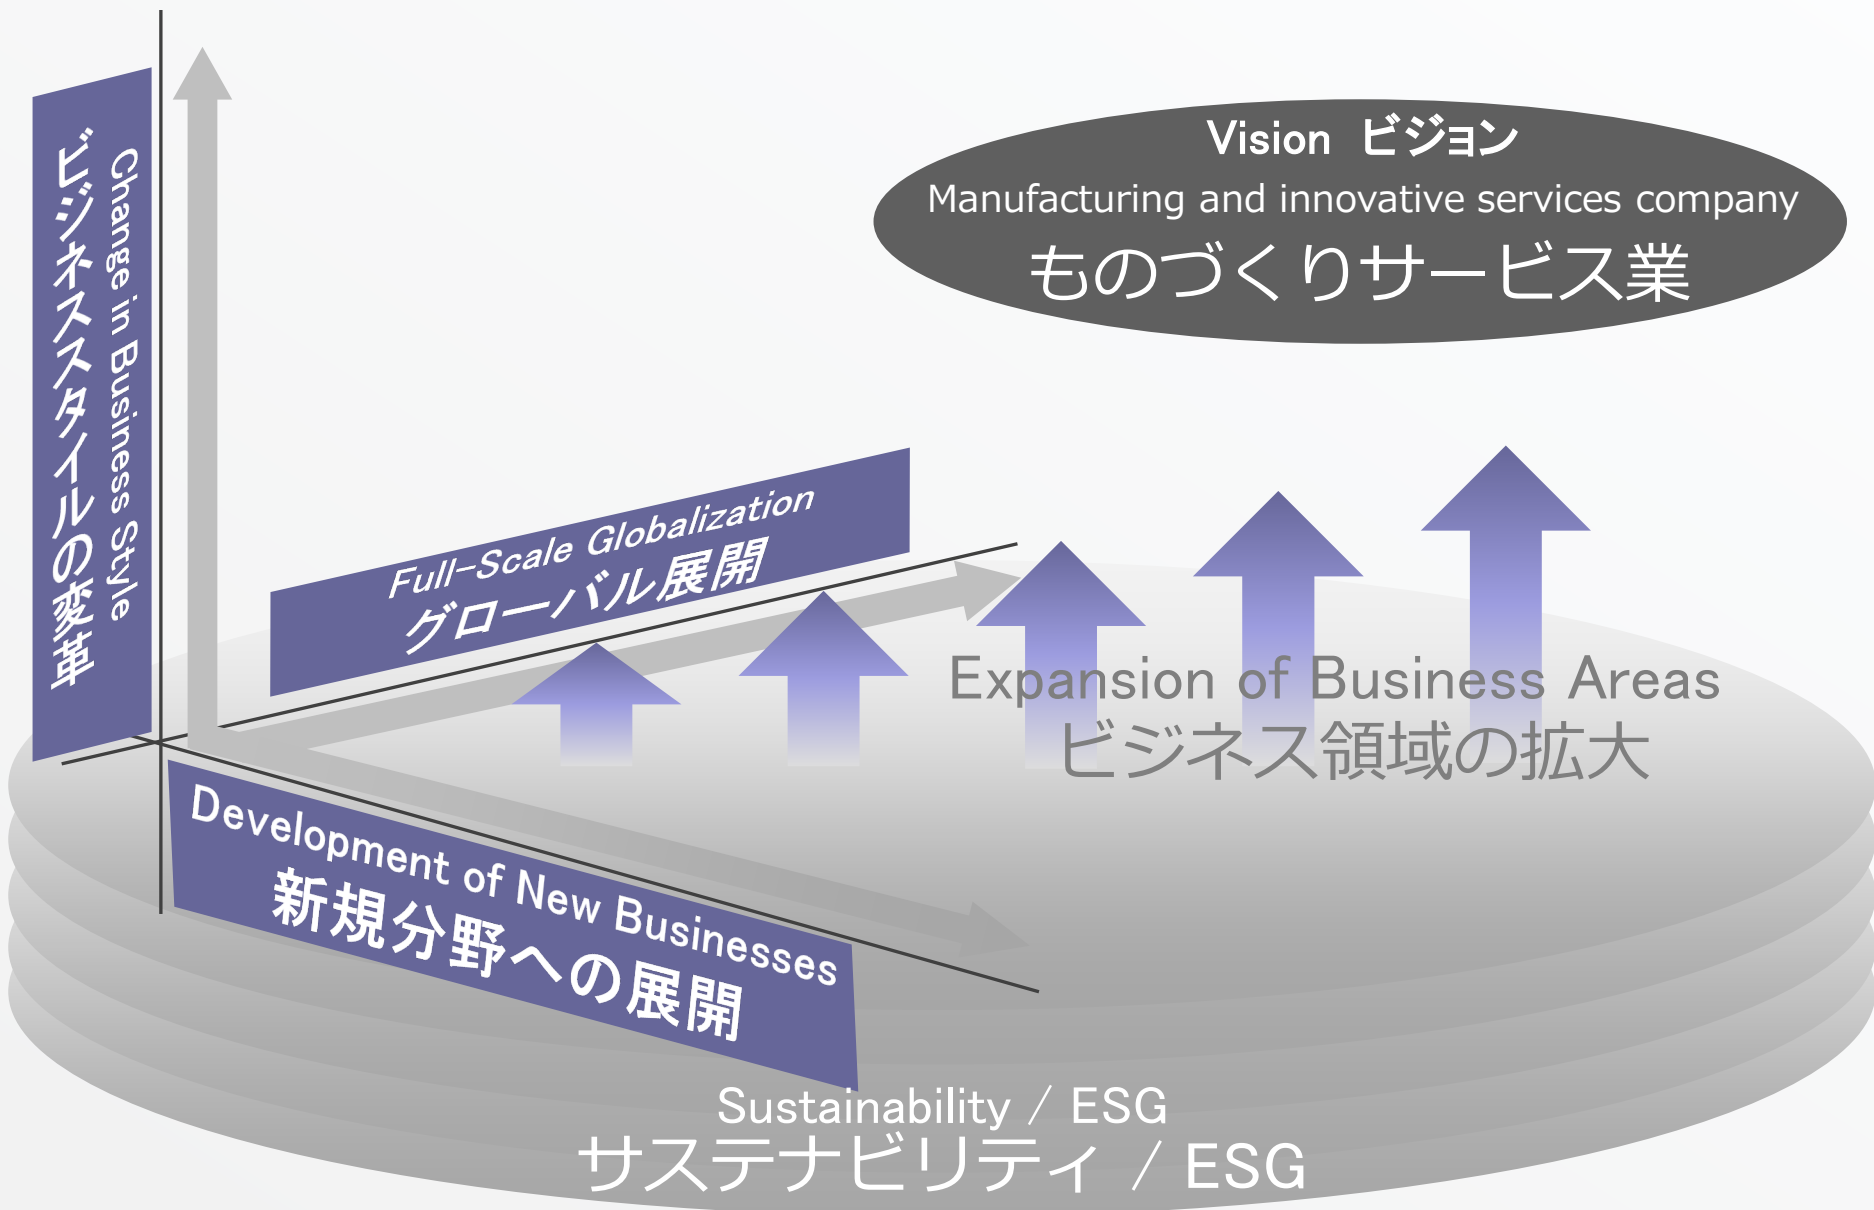 Vision ビジョン
Manufacturing and innovative services company
ものづくりサービス業
Change in Business Style
ビジネススタイルの変革
Full-Scale Globalization
グローバル展開
Expansion of Business Areas
ビジネス領域の拡大
Development of New Businesses
新規分野への展開
Sustainability / ESG
サステナビリティ / ESG